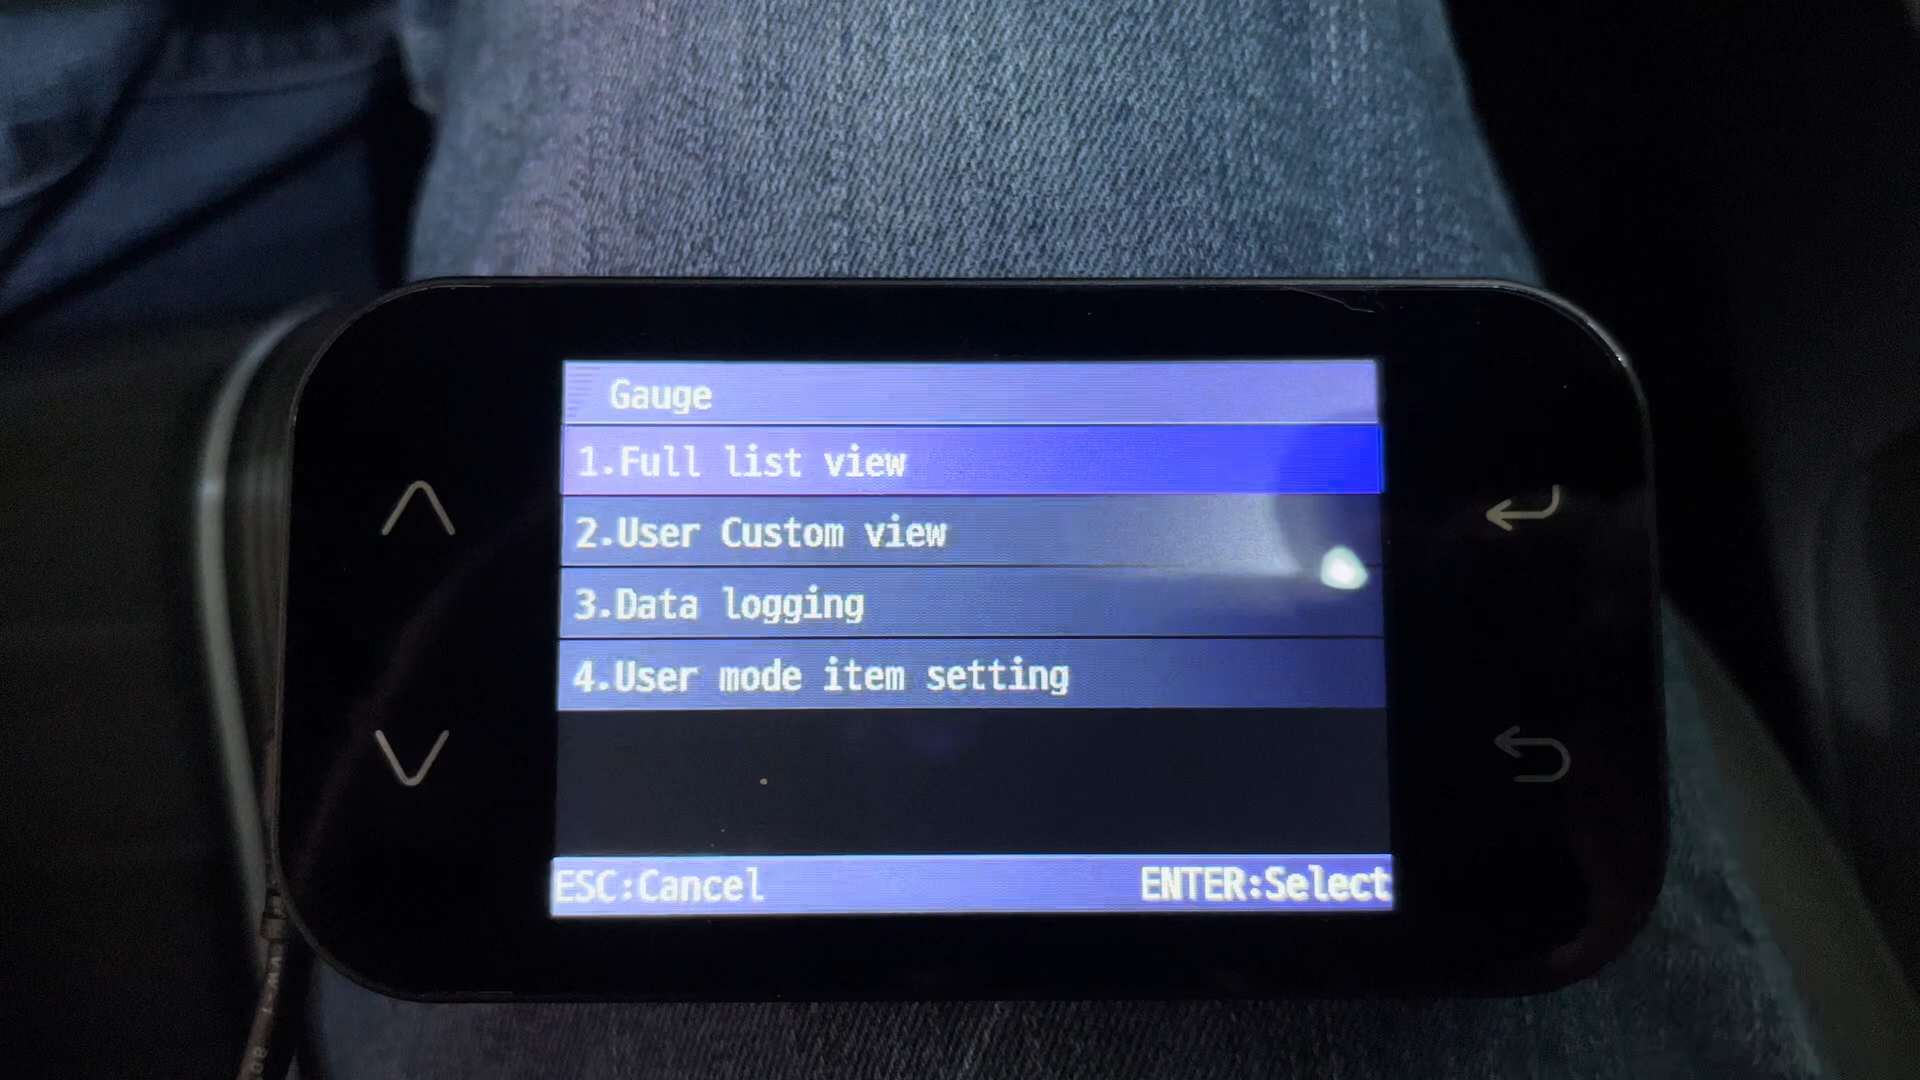 Gauge
1.Full list view
2.User Custom view
3.Data logging
4.User mode item setting
ESC:Cancel
ENTER:Select